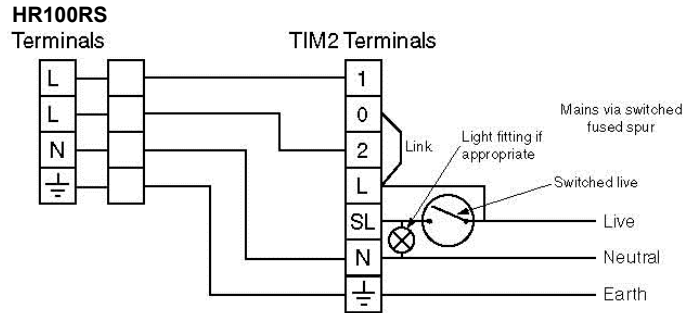 HR100RS
Terminals
TIM2 Terminals
L
L
N
1
0
2
L
SL
N
Link
Light fitting if
appropriate
Mains via switched
fused spur
Switched live
Live
Neutral
Earth